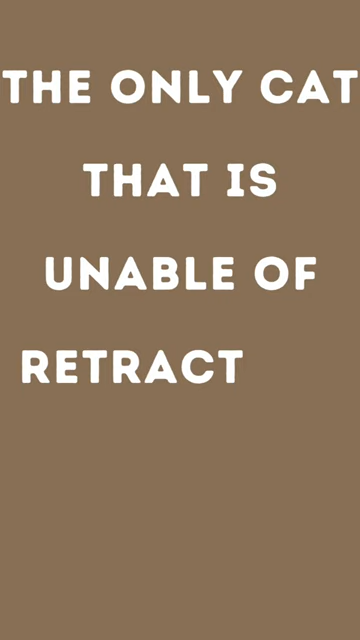 THE ONLY CAT
THAT IS
UNABLE OF
RETRACT